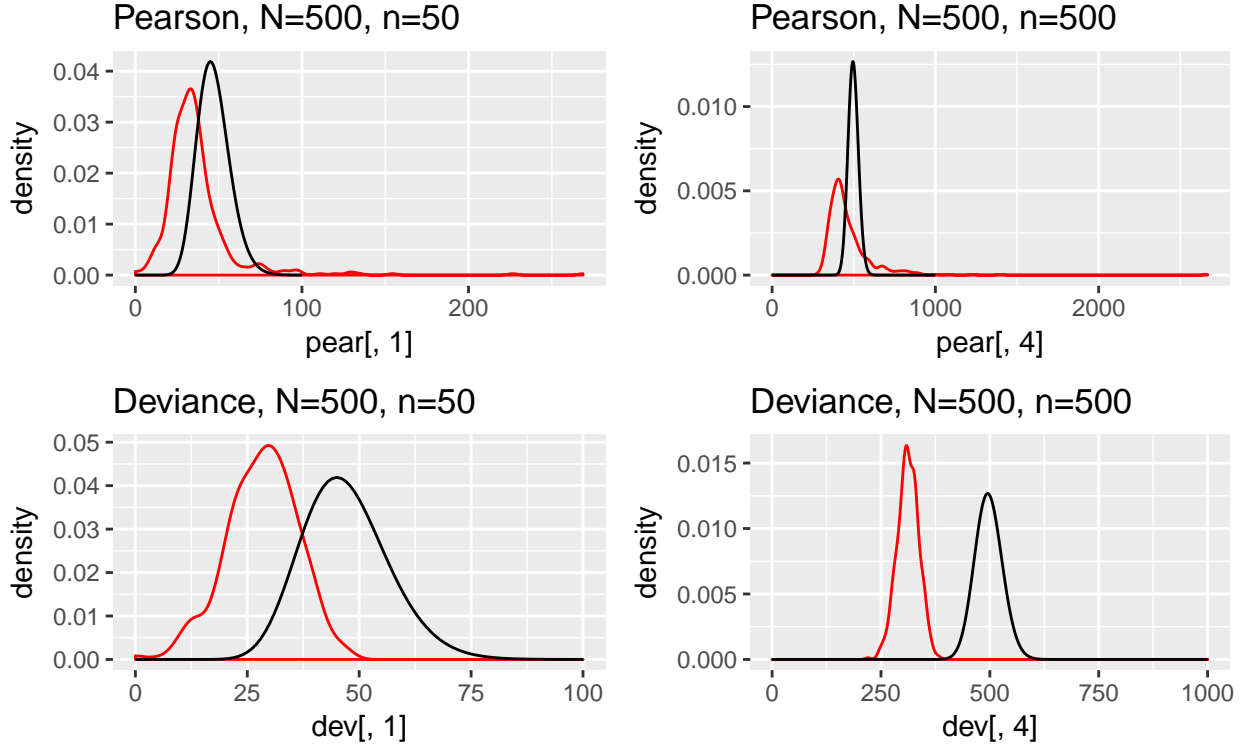 Pearson, N=500, n=50
density
0.04
0.03
0.02
0.01
0.00
0
100
200
pear[, 1]
Pearson, N=500, n=500
density
0.010
0.005
0.000
0
1000
2000
pear[, 4]
Deviance, N=500, n=50
density
0.05
0.04
0.03
0.02
0.01
0.00
0
25
50
75
100
dev[, 1]
Deviance, N=500, n=500
density
0.015
0.010
0.005
0.000
0
250
500
750
1000
dev[, 4]